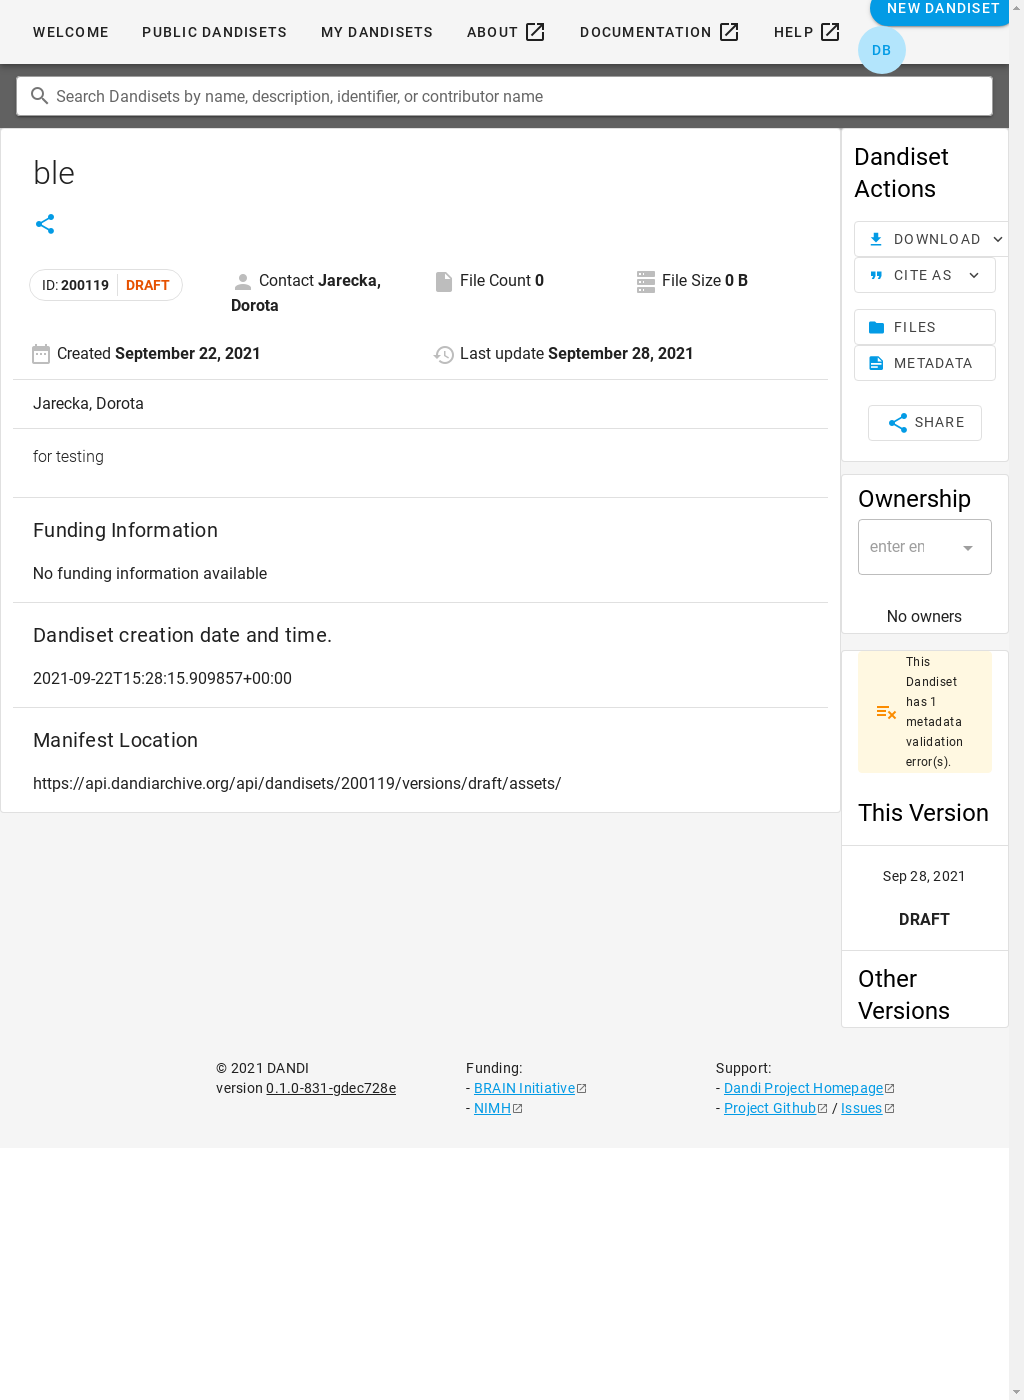 WELCOME PUBLIC DANDISETS MY DANDISETS ABOUT DOCUMENTATION HELP NEW DANDISET
DB
Search Dandisets by name, description, identifier, or contributor name
ble
ID: 200119 DRAFT
Contact Jarecka,
Dorota
File Count 0
File Size 0 B
Created September 22, 2021
Last update September 28, 2021
Jarecka, Dorota
for testing
Funding Information
No funding information available
Dandiset creation date and time.
2021-09-22T15:28:15.909857+00:00
Manifest Location
https://api.dandiarchive.org/api/dandisets/200119/versions/draft/assets/
Dandiset
Actions
DOWNLOAD
CITE AS
FILES
METADATA
SHARE
Ownership
enter en
No owners
This
Dandiset
has 1
metadata
validation
error(s).
This Version
Sep 28, 2021
DRAFT
Other
Versions
© 2021 DANDI
version 0.1.0-831-gdec728e
Funding:
- BRAIN Initiative
- NIMH
Support:
- Dandi Project Homepage
- Project Github / Issues